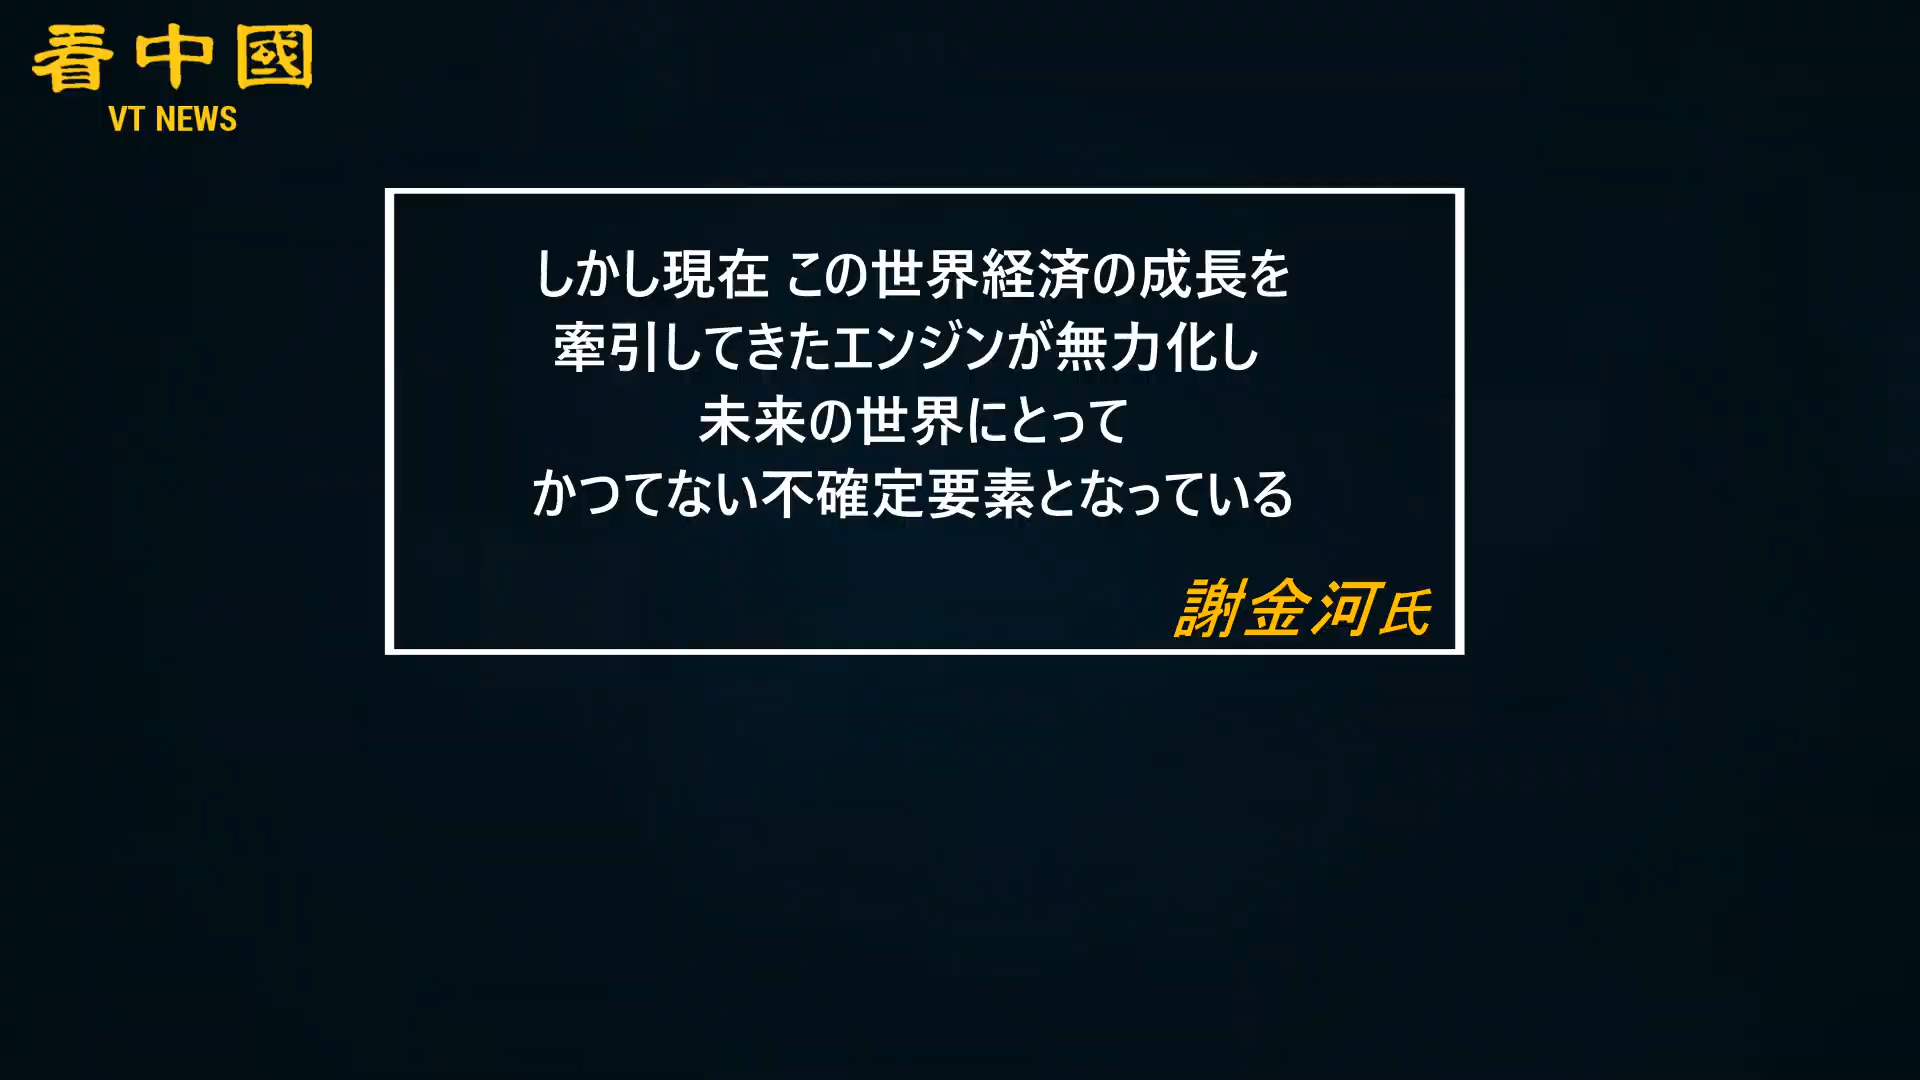 看中國
VT NEWS
しかし現在 この世界経済の成長を
牽引してきたエンジンが無力化し
未来の世界にとって
かつてない不確定要素となっている
謝金河氏